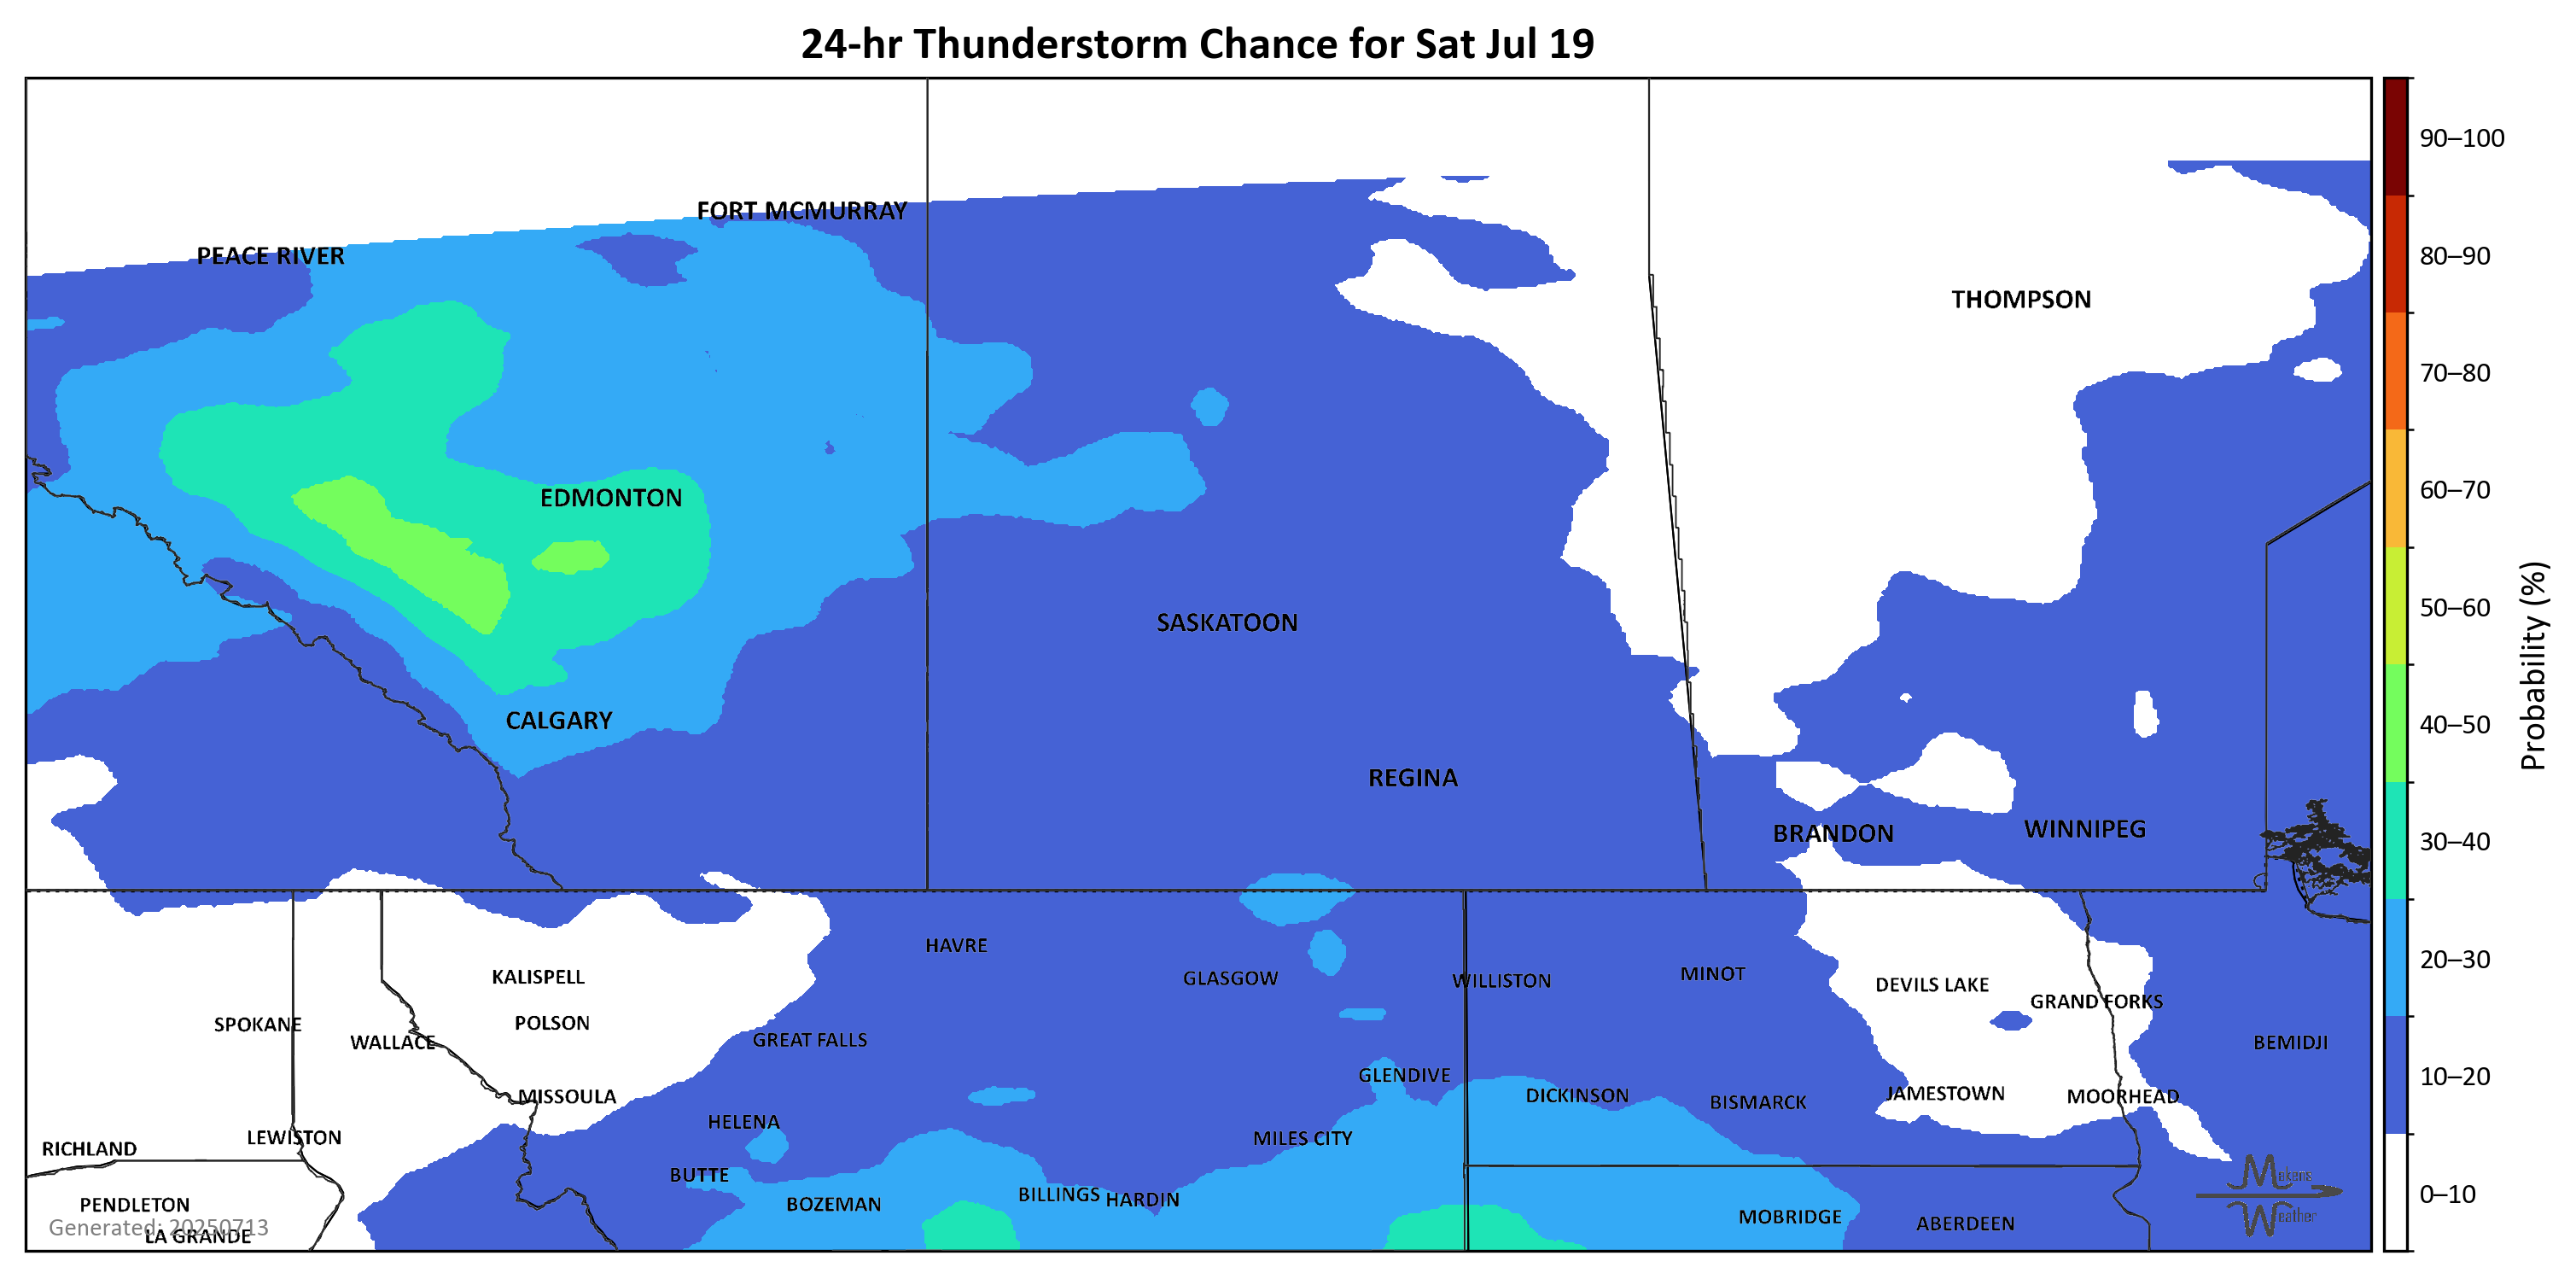 24-hr Thunderstorm Chance for Sat Jul 19
FORT MCMURRAY
PEACE RIVER
THOMPSON
EDMONTON
SASKATOON
CALGARY
REGINA
BRANDON
WINNIPEG
HAVRE
KALISPELL
GLASGOW
WILLISTON
MINOT
DEVILS LAKE
GRAND FORKS
SPOKANE
POLSON
WALLACE
GREAT FALLS
BEMIDJI
GLENDIVE
MISSOULA
DICKINSON
BISMARCK
JAMESTOWN
MOORHEAD
HELENA
LEWISTON
MILES CITY
RICHLAND
BUTTE
BILLINGS
HARDIN
PENDLETON
BOZEMAN
MOBRIDGE
ABERDEEN
Generated: 20250713
LA GRANDE
Mekens
Weather
90–100
80–90
70–80
60–70
50–60
40–50
30–40
20–30
10–20
0–10
Probability (%)